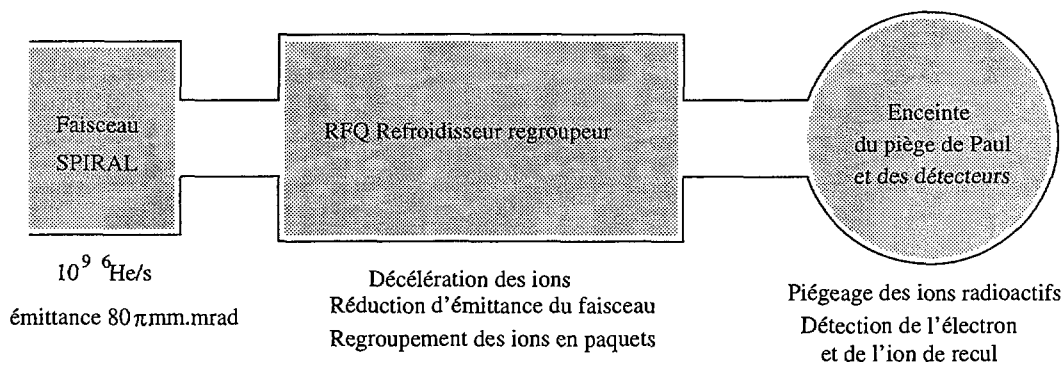 Faisceau
SPIRAL
10⁹ ⁶He/s
émittance 80πmm.mrad
RFQ Refroidisseur regroupeur
Décélération des ions
Réduction d'émittance du faisceau
Regroupement des ions en paquets
Enceinte
du piège de Paul
et des détecteurs
Piégeage des ions radioactifs
Détection de l'électron
et de l'ion de recul